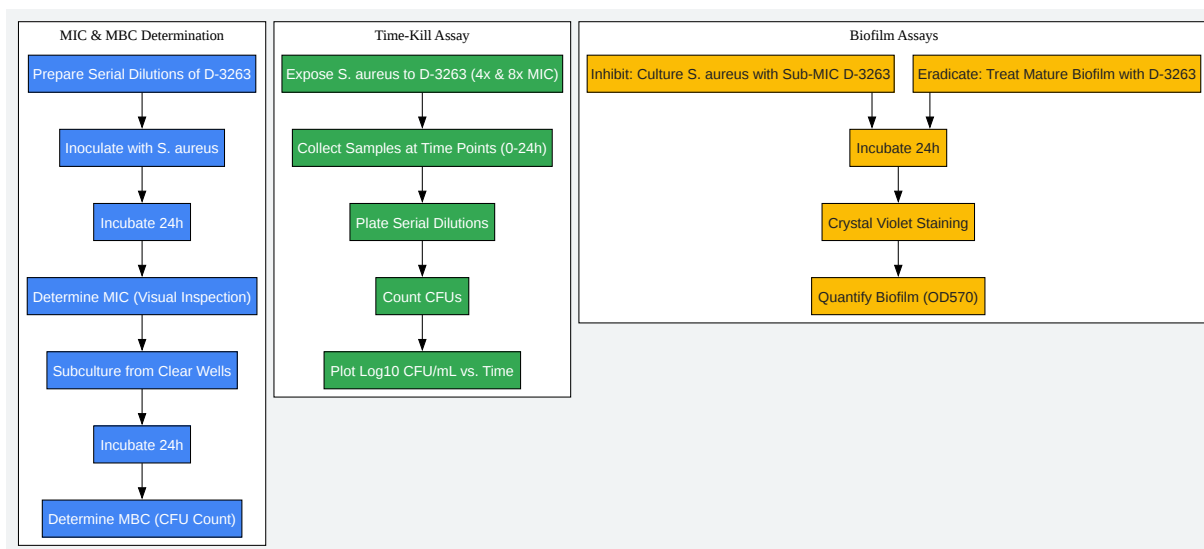 MIC & MBC Determination
Prepare Serial Dilutions of D-3263
Inoculate with S. aureus
Incubate 24h
Determine MIC (Visual Inspection)
Subculture from Clear Wells
Incubate 24h
Determine MBC (CFU Count)
Time-Kill Assay
Expose S. aureus to D-3263 (4x & 8x MIC)
Collect Samples at Time Points (0-24h)
Plate Serial Dilutions
Count CFUs
Plot Log10 CFU/mL vs. Time
Biofilm Assays
Inhibit: Culture S. aureus with Sub-MIC D-3263
Eradicate: Treat Mature Biofilm with D-3263
Incubate 24h
Crystal Violet Staining
Quantify Biofilm (OD570)